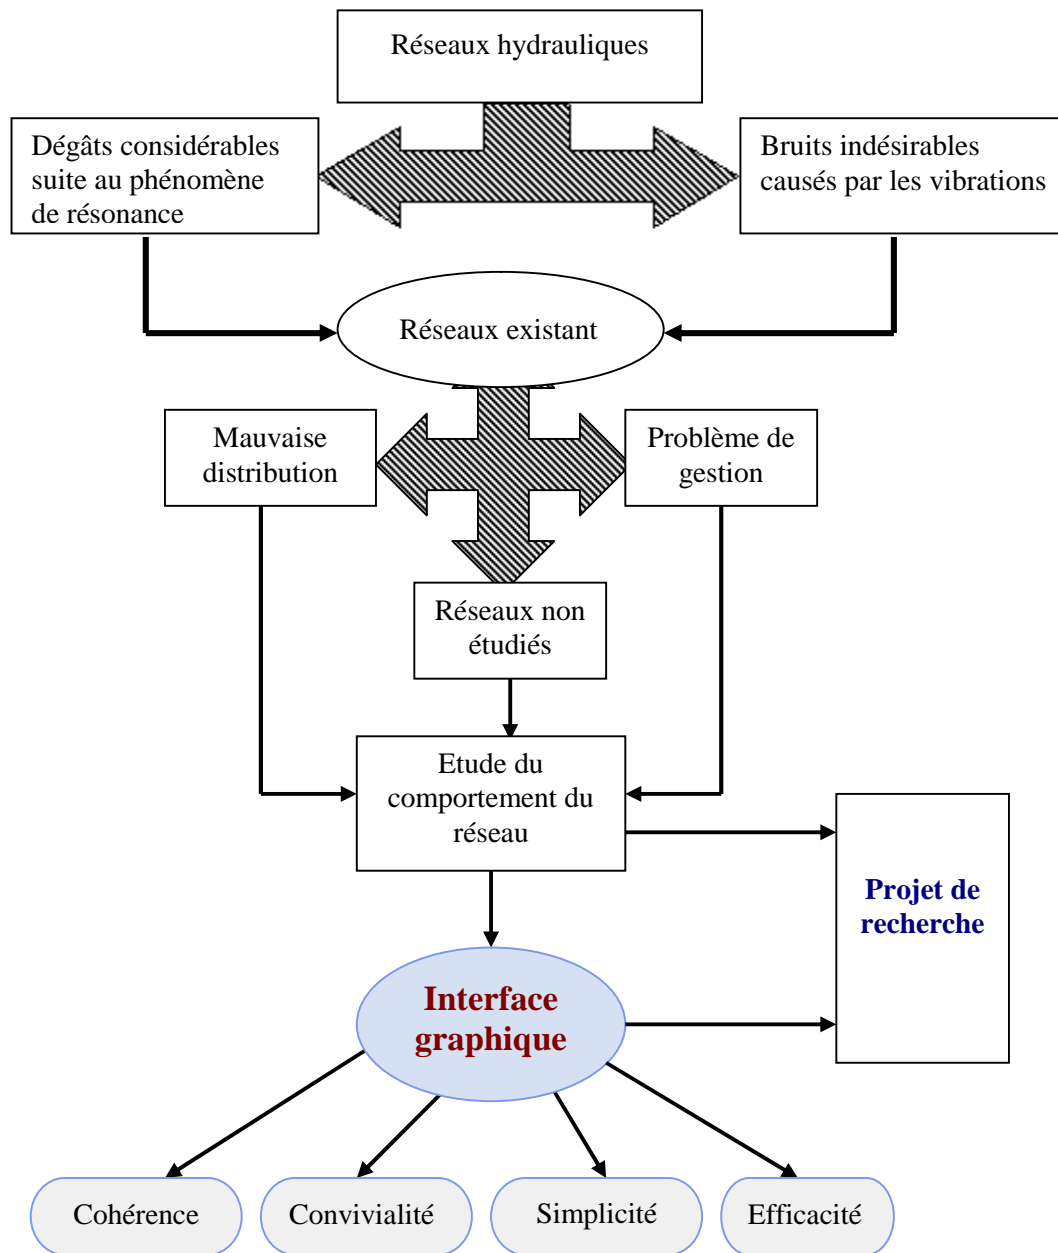 Réseaux hydrauliques
Dégâts considérables
suite au phénomène
de résonance
Bruits indésirables
causés par les vibrations
Réseaux existant
Mauvaise
distribution
Problème de
gestion
Réseaux non
étudiés
Etude du
comportement du
réseau
Projet de
recherche
Interface
graphique
Cohérence
Convivialité
Simplicité
Efficacité